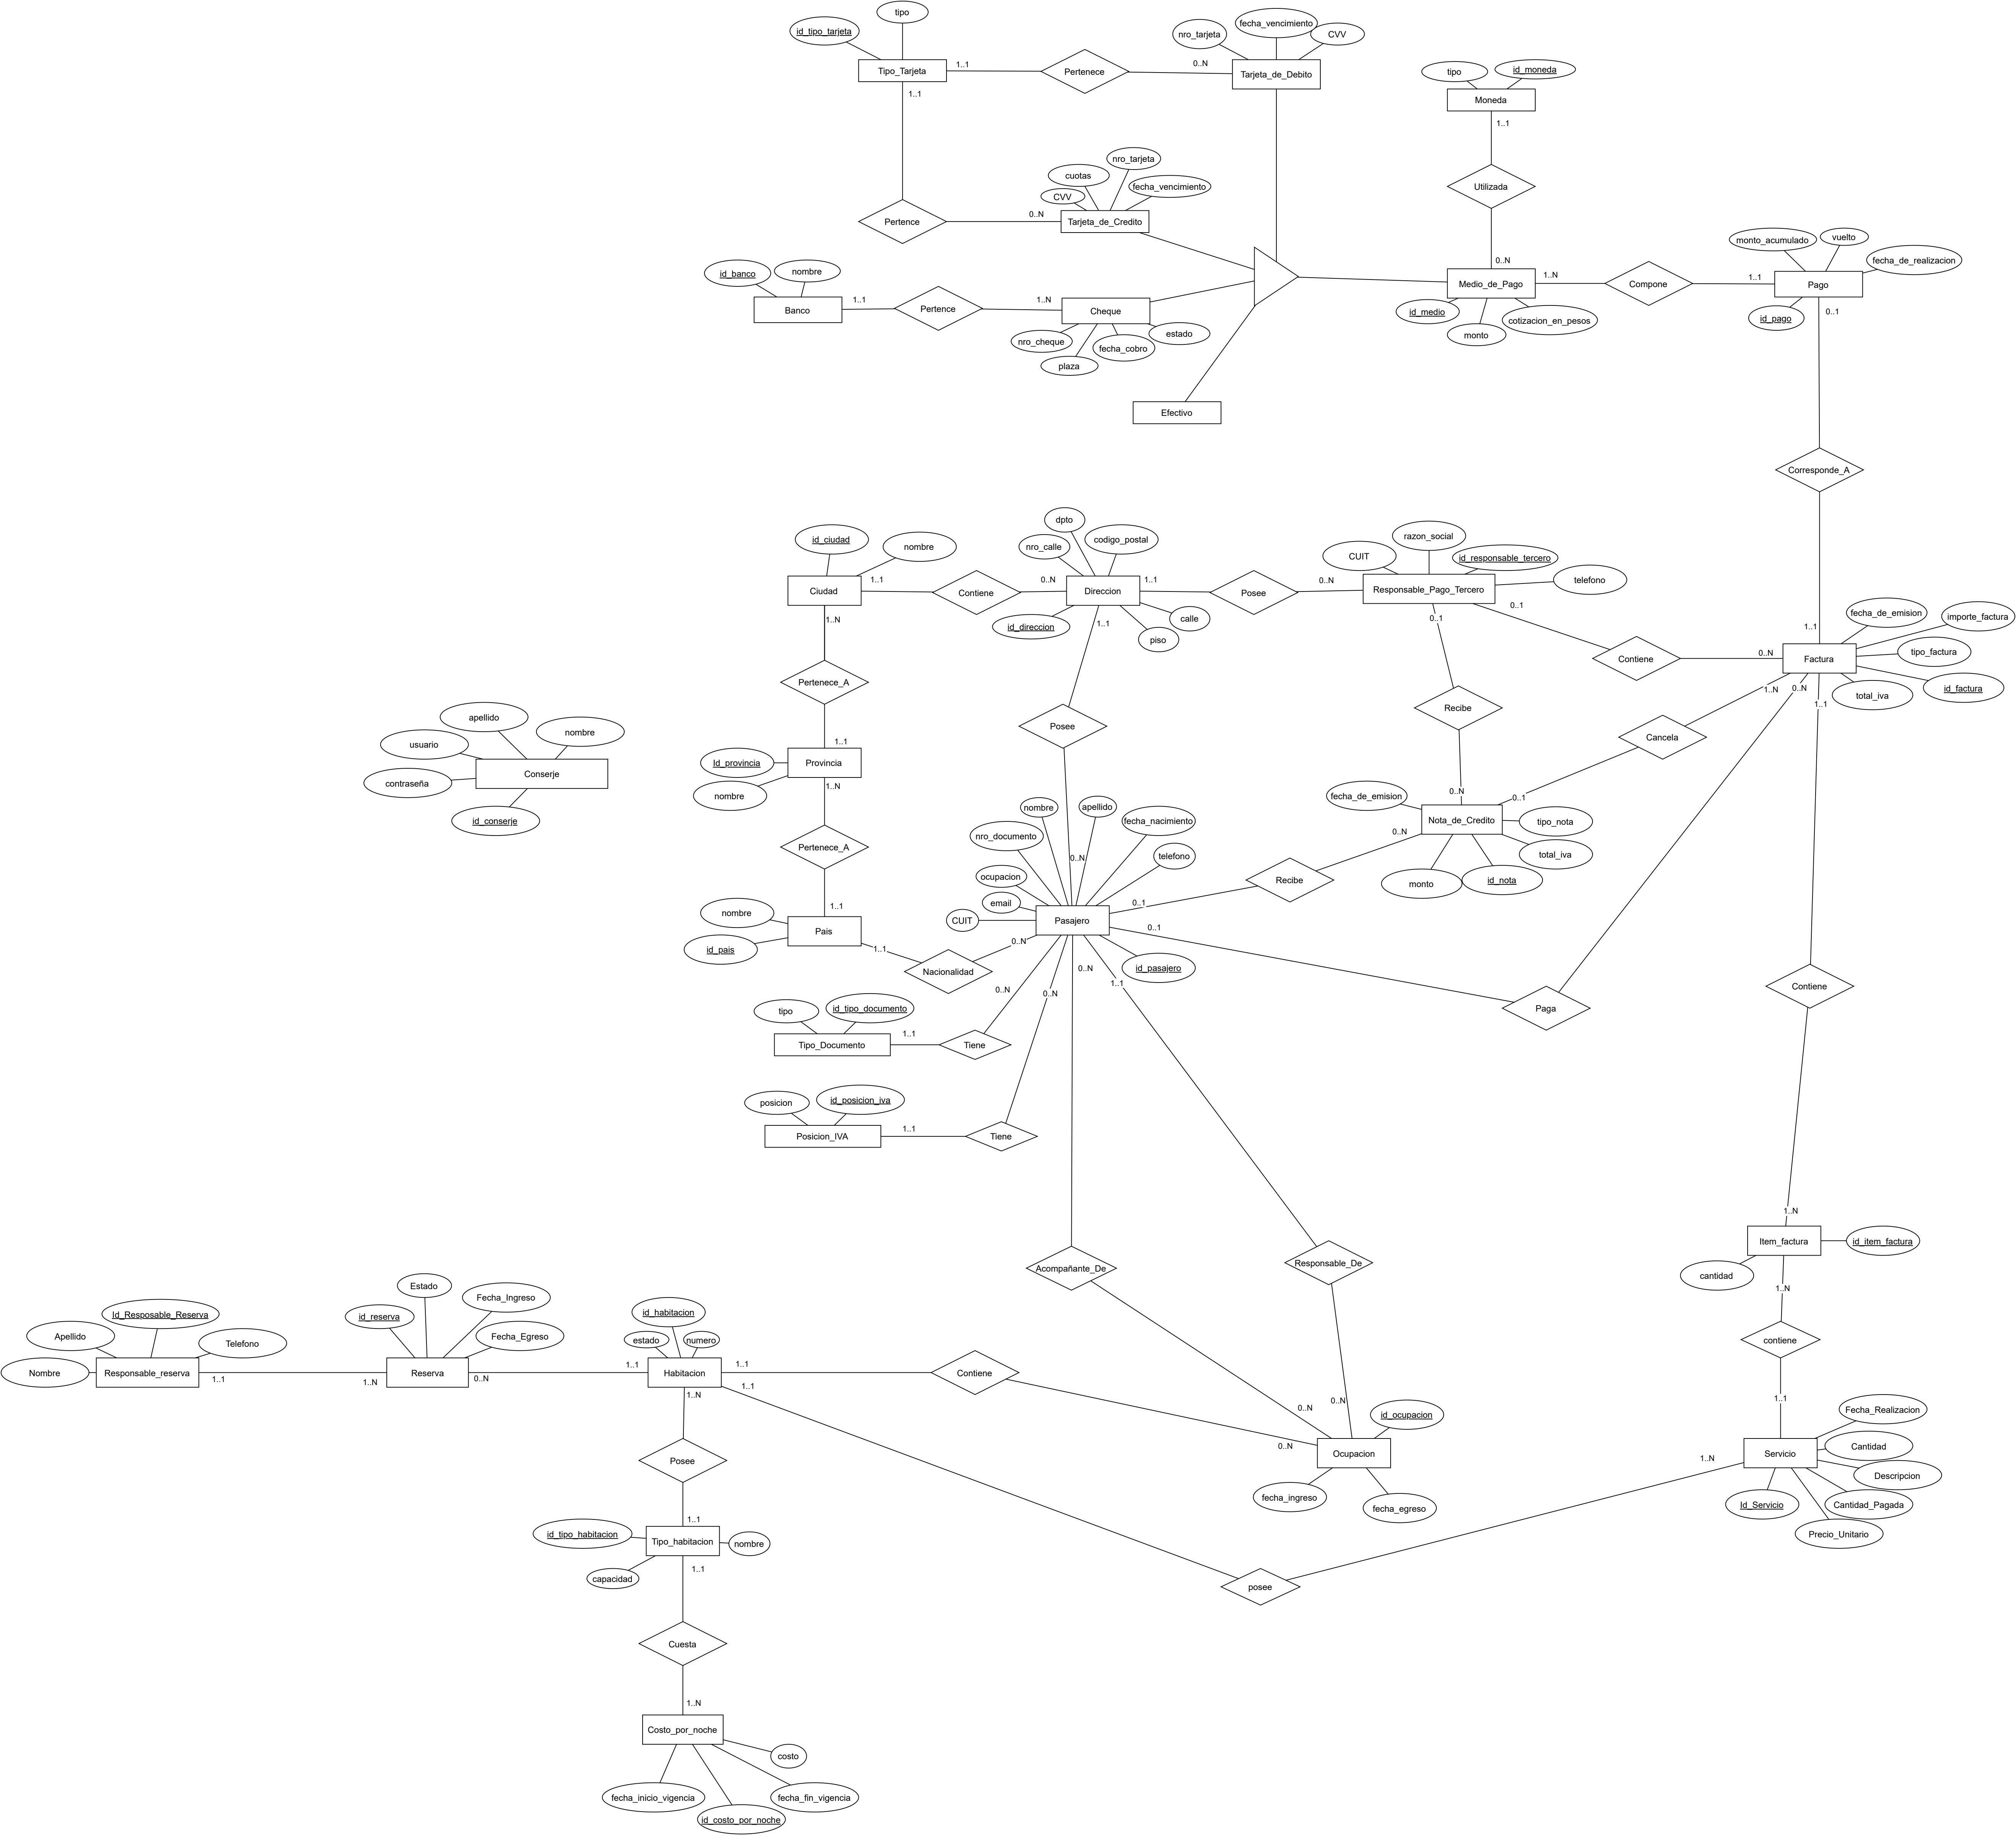 tipo
id_tipo_tarjeta
fecha_vencimiento
nro_tarjeta
CVV
Tipo_Tarjeta
1..1
Pertenece
0..N
Tarjeta_de_Debito
1..1
tipo
id_moneda
Moneda
1..1
nro_tarjeta
cuotas
CVV
fecha_vencimiento
Utilizada
Pertence
0..N
Tarjeta_de_Credito
0..N
monto_acumulado
vuelto
fecha_de_realizacion
id_banco
nombre
Medio_de_Pago
1..N
Compone
1..1
Pago
Banco
1..1
Pertence
1..N
Cheque
id_medio
monto
cotizacion_en_pesos
id_pago
0..1
nro_cheque
plaza
fecha_cobro
estado
Efectivo
Corresponde_A
id_ciudad
nombre
dpto
nro_calle
codigo_postal
razon_social
CUIT
id_responsable_tercero
telefono
Ciudad
1..1
Contiene
0..N
Direccion
1..1
Posee
0..N
Responsable_Pago_Tercero
1..N
id_direccion
1..1
piso
calle
0..1
0..1
fecha_de_emision
importe_factura
1..1
Contiene
0..N
Factura
tipo_factura
id_factura
total_iva
1..N
0..N
1..1
Pertenece_A
Posee
Recibe
Cancela
apellido
usuario
nombre
contraseña
Conserje
id_conserje
1..1
Id_provincia
Provincia
nombre
1..N
Pertenece_A
1..1
nombre
apellido
nro_documento
fecha_nacimiento
ocupacion
0..N
telefono
email
CUIT
Pasajero
0..1
0..1
id_pasajero
fecha_de_emision
0..N
0..1
Nota_de_Credito
0..N
tipo_nota
total_iva
monto
id_nota
Recibe
nombre
id_pais
Pais
1..1
Nacionalidad
0..N
0..N
0..N
0..N
1..1
Paga
Contiene
tipo
id_tipo_documento
Tipo_Documento
1..1
Tiene
posicion
id_posicion_iva
Posicion_IVA
1..1
Tiene
1..N
Item_factura
id_item_factura
cantidad
1..N
contiene
1..1
Acompañante_De
Responsable_De
Apellido
Id_Resposable_Reserva
Telefono
Nombre
Responsable_reserva
1..1
1..N
Estado
id_reserva
Fecha_Ingreso
Fecha_Egreso
Reserva
0..N
id_habitacion
estado
numero
1..1
Habitacion
1..1
1..1
1..N
Contiene
0..N
0..N
0..N
id_ocupacion
Ocupacion
fecha_ingreso
fecha_egreso
1..N
Fecha_Realizacion
Cantidad
Servicio
Descripcion
Cantidad_Pagada
Id_Servicio
Precio_Unitario
Posee
1..1
id_tipo_habitacion
Tipo_habitacion
nombre
capacidad
1..1
posee
Cuesta
1..N
Costo_por_noche
costo
fecha_inicio_vigencia
fecha_fin_vigencia
id_costo_por_noche